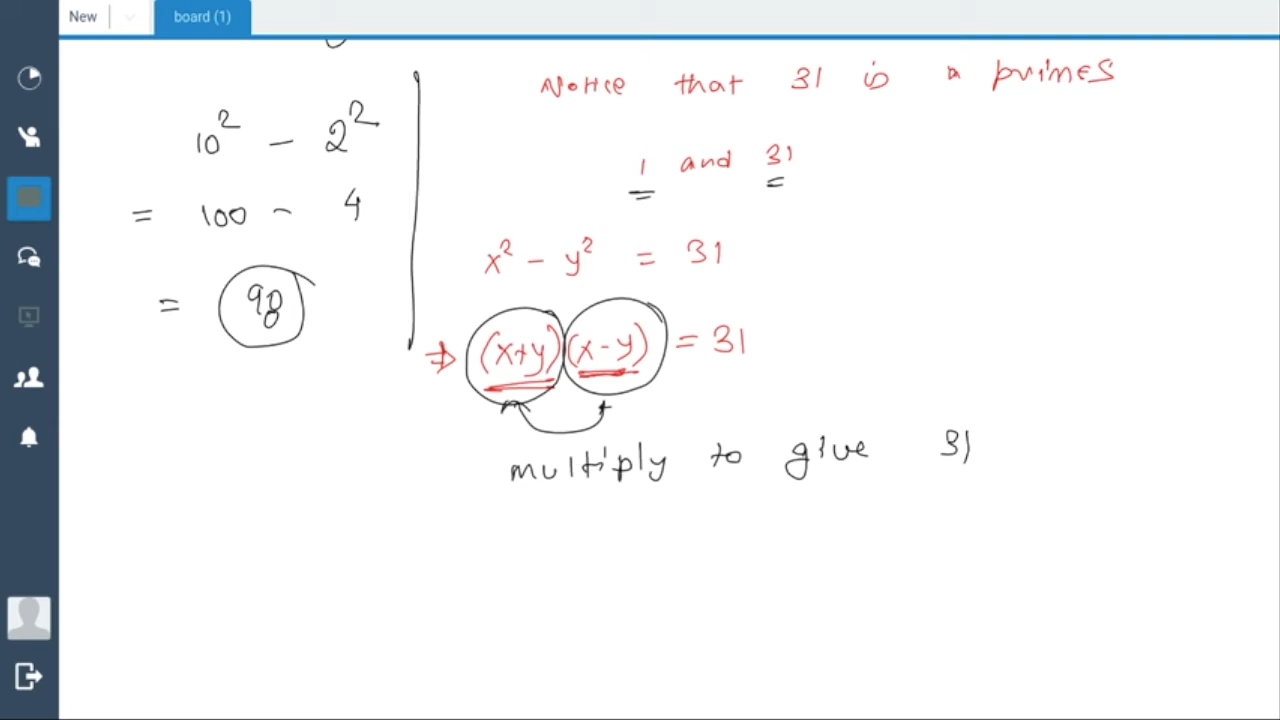 New
board (1)
10² − 2²
= 100 − 4
= 98
Notice that 31 is a primes
1 and 31
x² − y² = 31
⇒ (x+y)(x−y) = 31
multiply to give 31